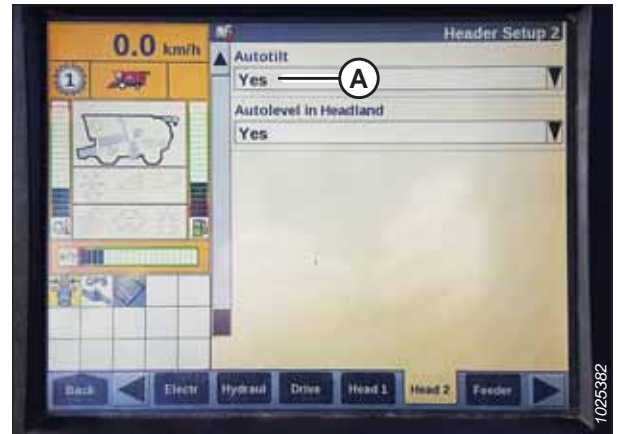 Header Setup 2
0.0 km/h
1
Autotilt
Yes
A
Autolevel in Headland
Yes
GPS
Back
Electr
Hydraul
Drive
Head 1
Head 2
Feeder
1025382